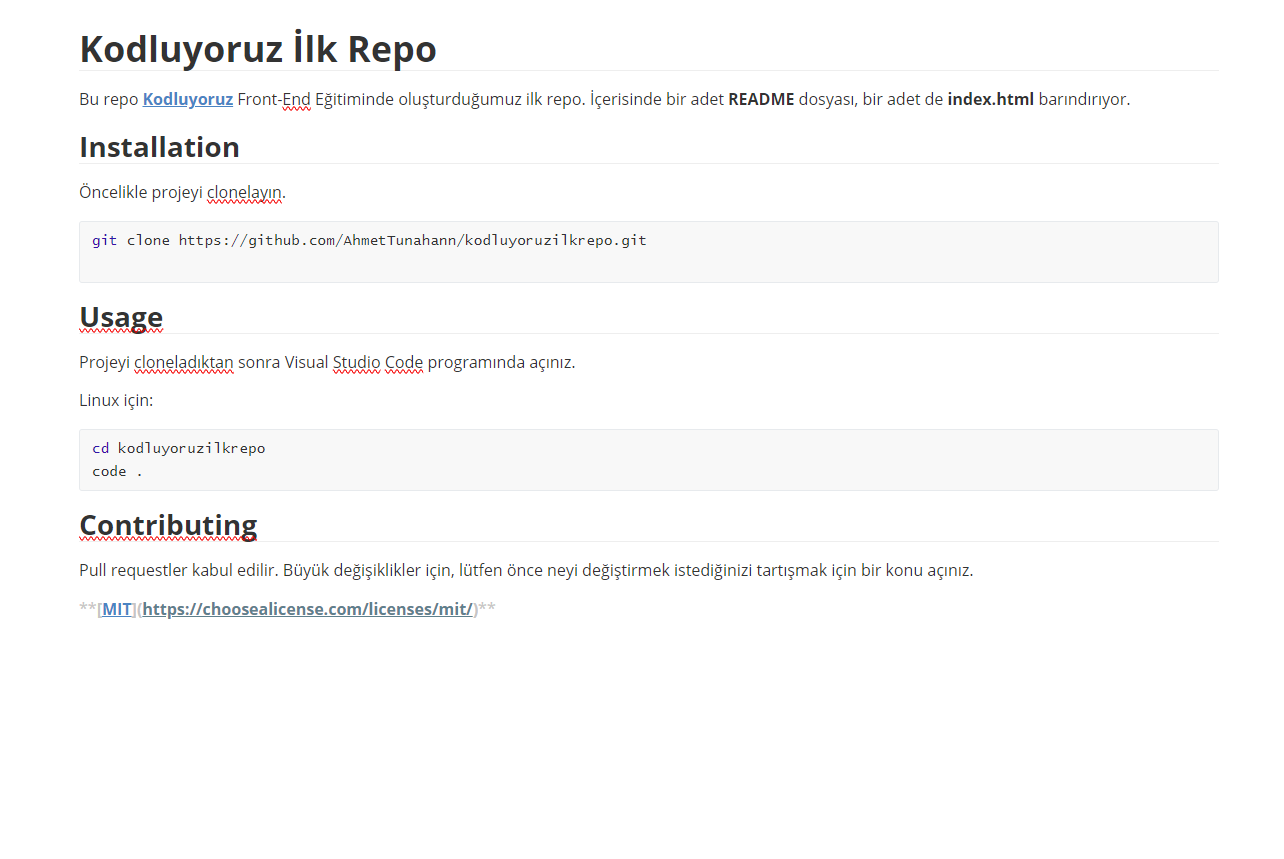 Kodluyoruz İlk Repo
Bu repo Kodluyoruz Front-End Eğitiminde oluşturduğumuz ilk repo. İçerisinde bir adet README dosyası, bir adet de index.html barındırıyor.
Installation
Öncelikle projeyi clonelayın.
git clone https://github.com/AhmetTunahann/kodluyoruzilkrepo.git
Usage
Projeyi cloneladıktan sonra Visual Studio Code programında açınız.
Linux için:
cd kodluyoruzilkrepo
code .
Contributing
Pull requestler kabul edilir. Büyük değişiklikler için, lütfen önce neyi değiştirmek istediğinizi tartışmak için bir konu açınız.
**[MIT](https://choosealicense.com/licenses/mit/)**